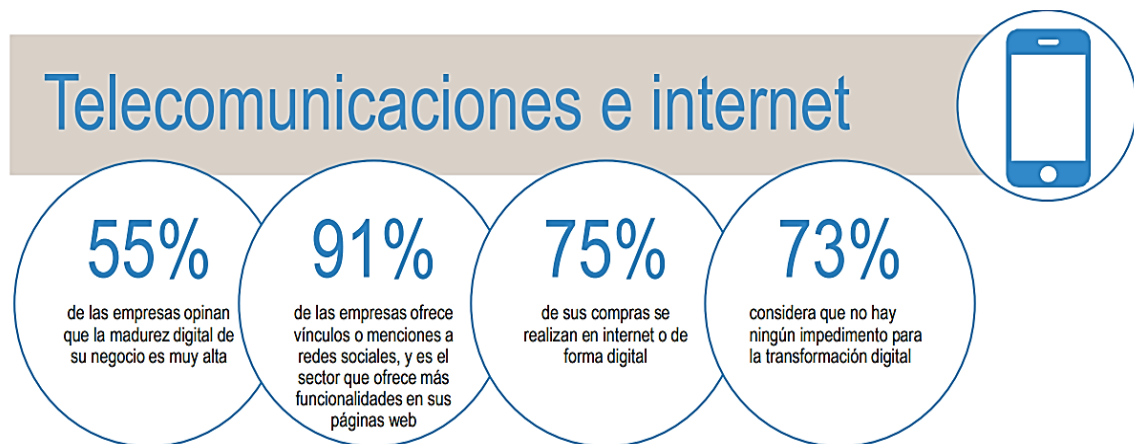 Telecomunicaciones e internet
55%
de las empresas opinan
que la madurez digital de
su negocio es muy alta
91%
de las empresas ofrece
vínculos o menciones a
redes sociales, y es el
sector que ofrece más
funcionalidades en sus
páginas web
75%
de sus compras se
realizan en internet o de
forma digital
73%
considera que no hay
ningún impedimento para
la transformación digital